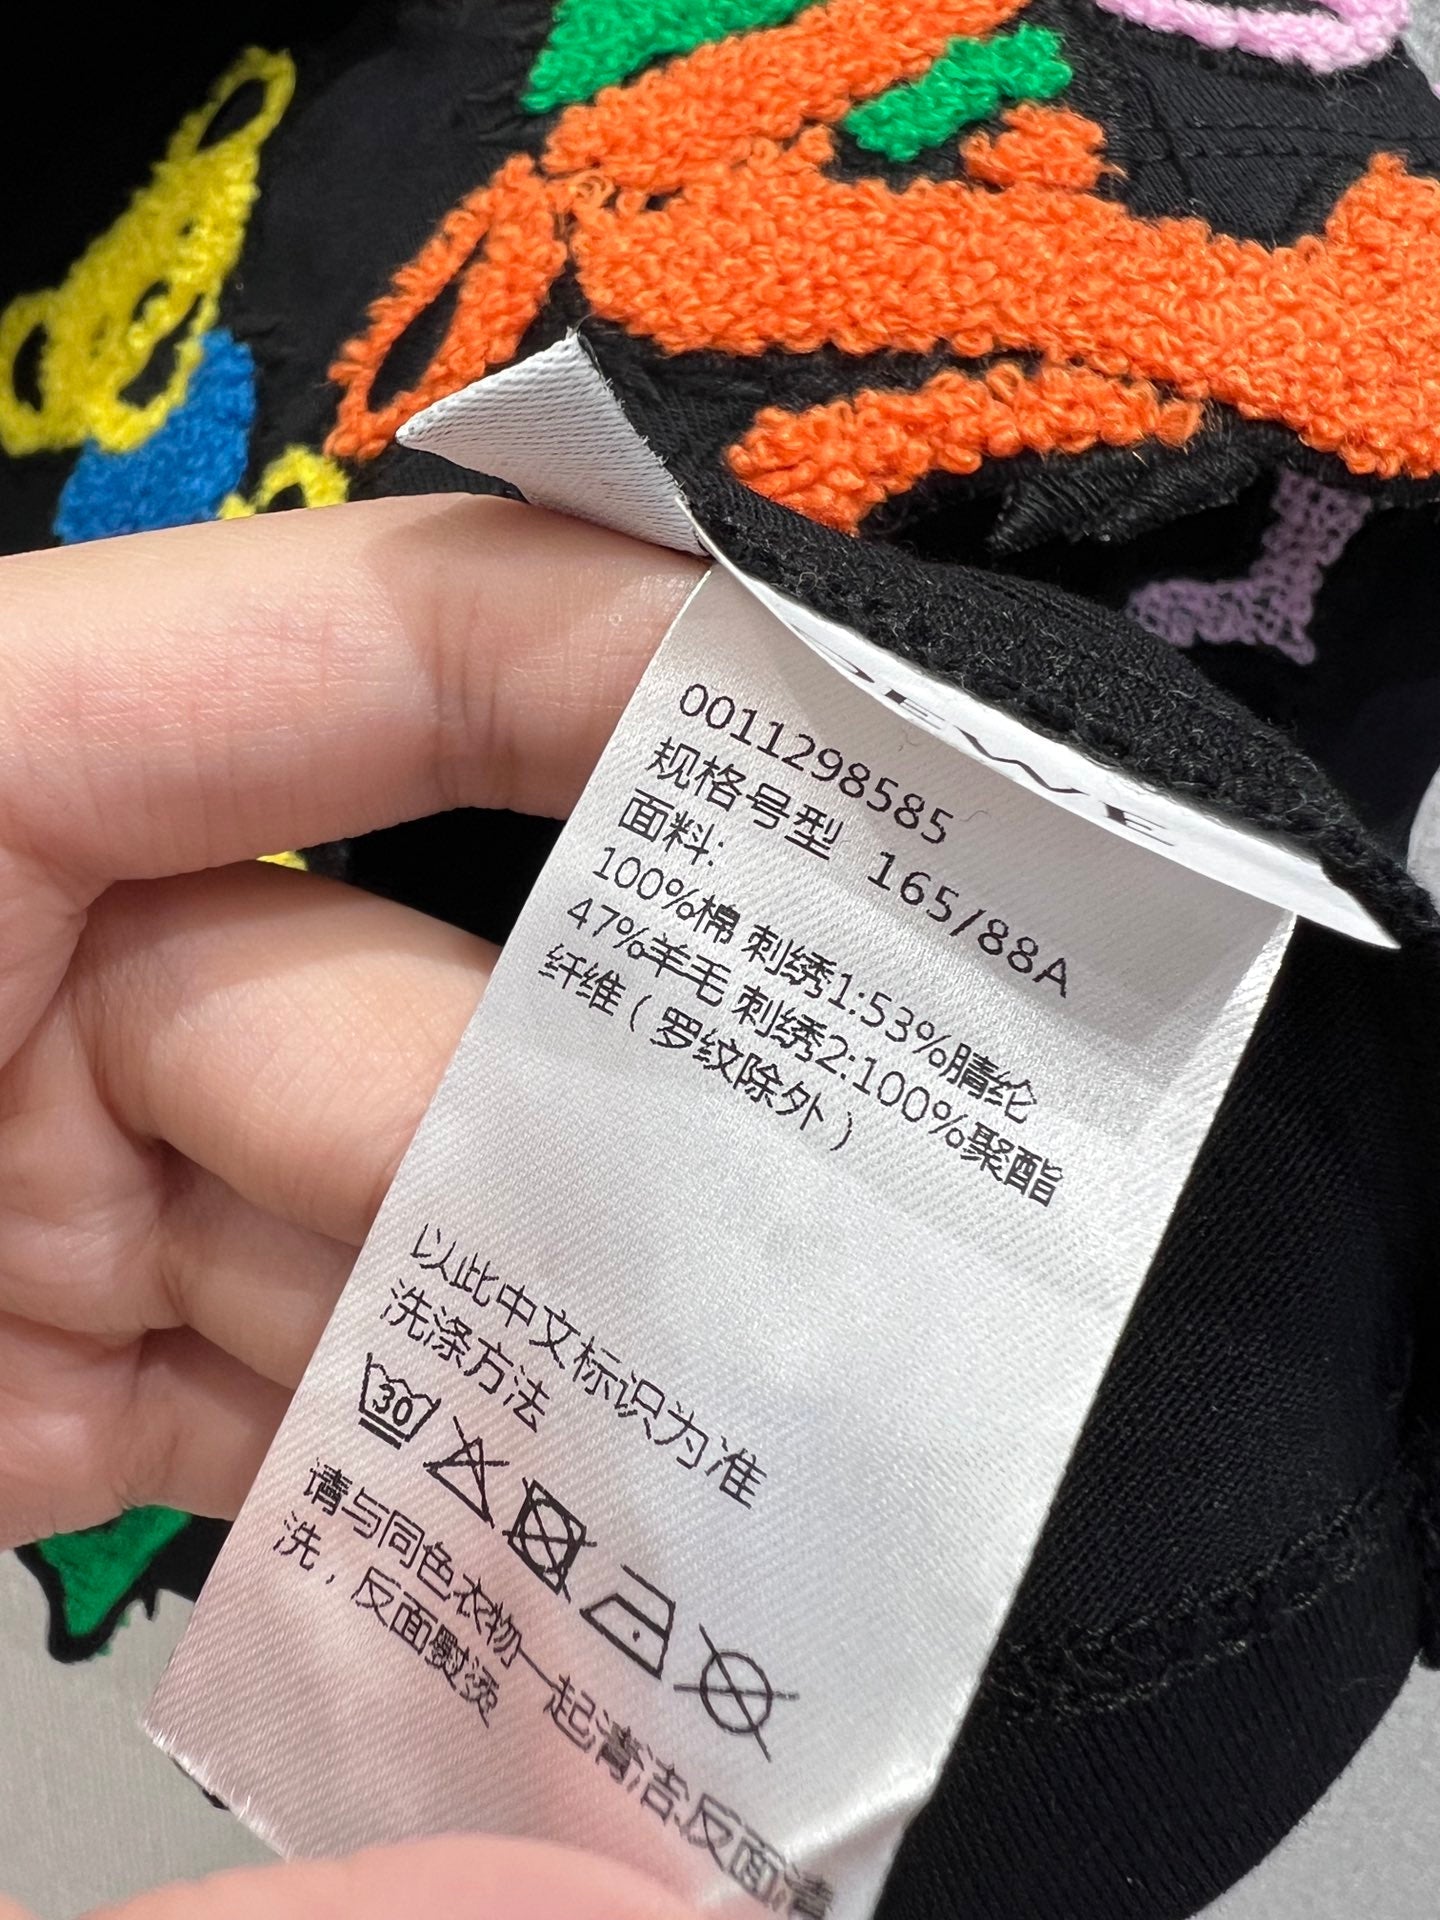 LOEWE
0011298585
规格号型 165/88A
面料:
100%棉 刺绣1:53%腈纶
47%羊毛 刺绣2:100%聚酯
纤维(罗纹除外)
以此中文标识为准
洗涤方法
30
请与同色衣物一起清洁.反面清
洗,反面熨烫